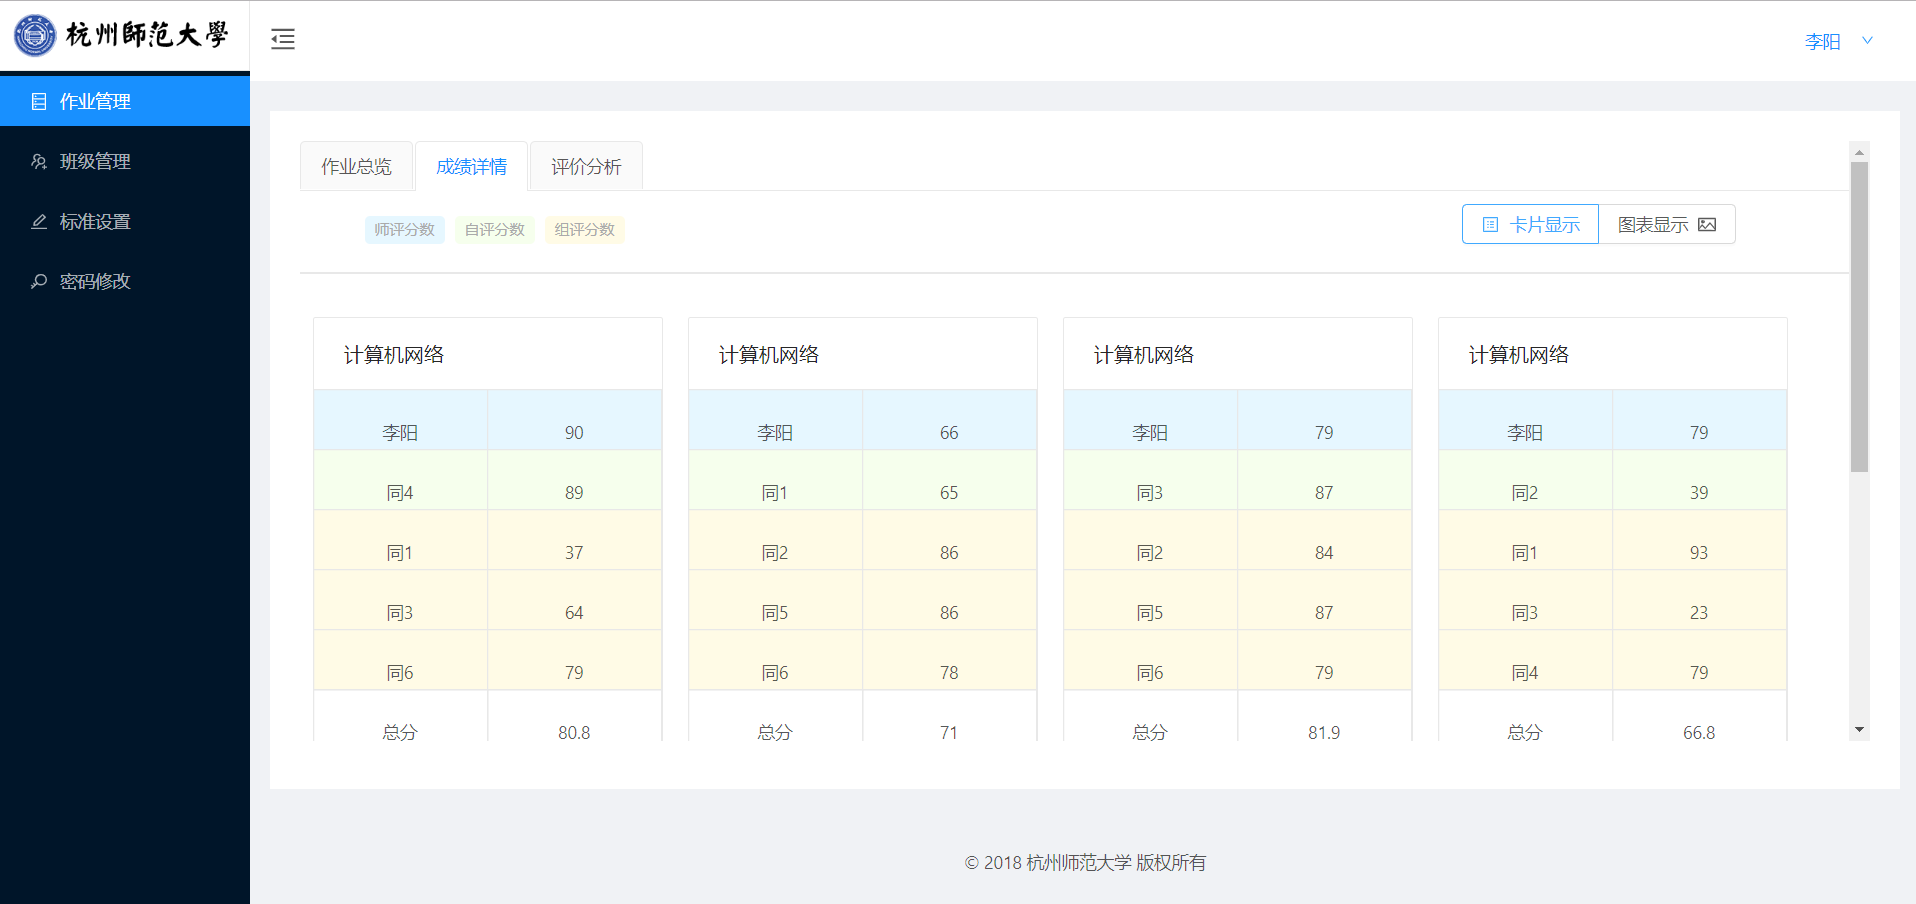 杭州師范大學
李阳
作业管理
班级管理
标准设置
密码修改
作业总览 成绩详情 评价分析
师评分数 自评分数 组评分数
卡片显示 图表显示
计算机网络 计算机网络 计算机网络 计算机网络
李阳 90 李阳 66 李阳 79 李阳 79
同4 89 同1 65 同3 87 同2 39
同1 37 同2 86 同2 84 同1 93
同3 64 同5 86 同5 87 同3 23
同6 79 同6 78 同6 79 同4 79
总分 80.8 总分 71 总分 81.9 总分 66.8
© 2018 杭州师范大学 版权所有